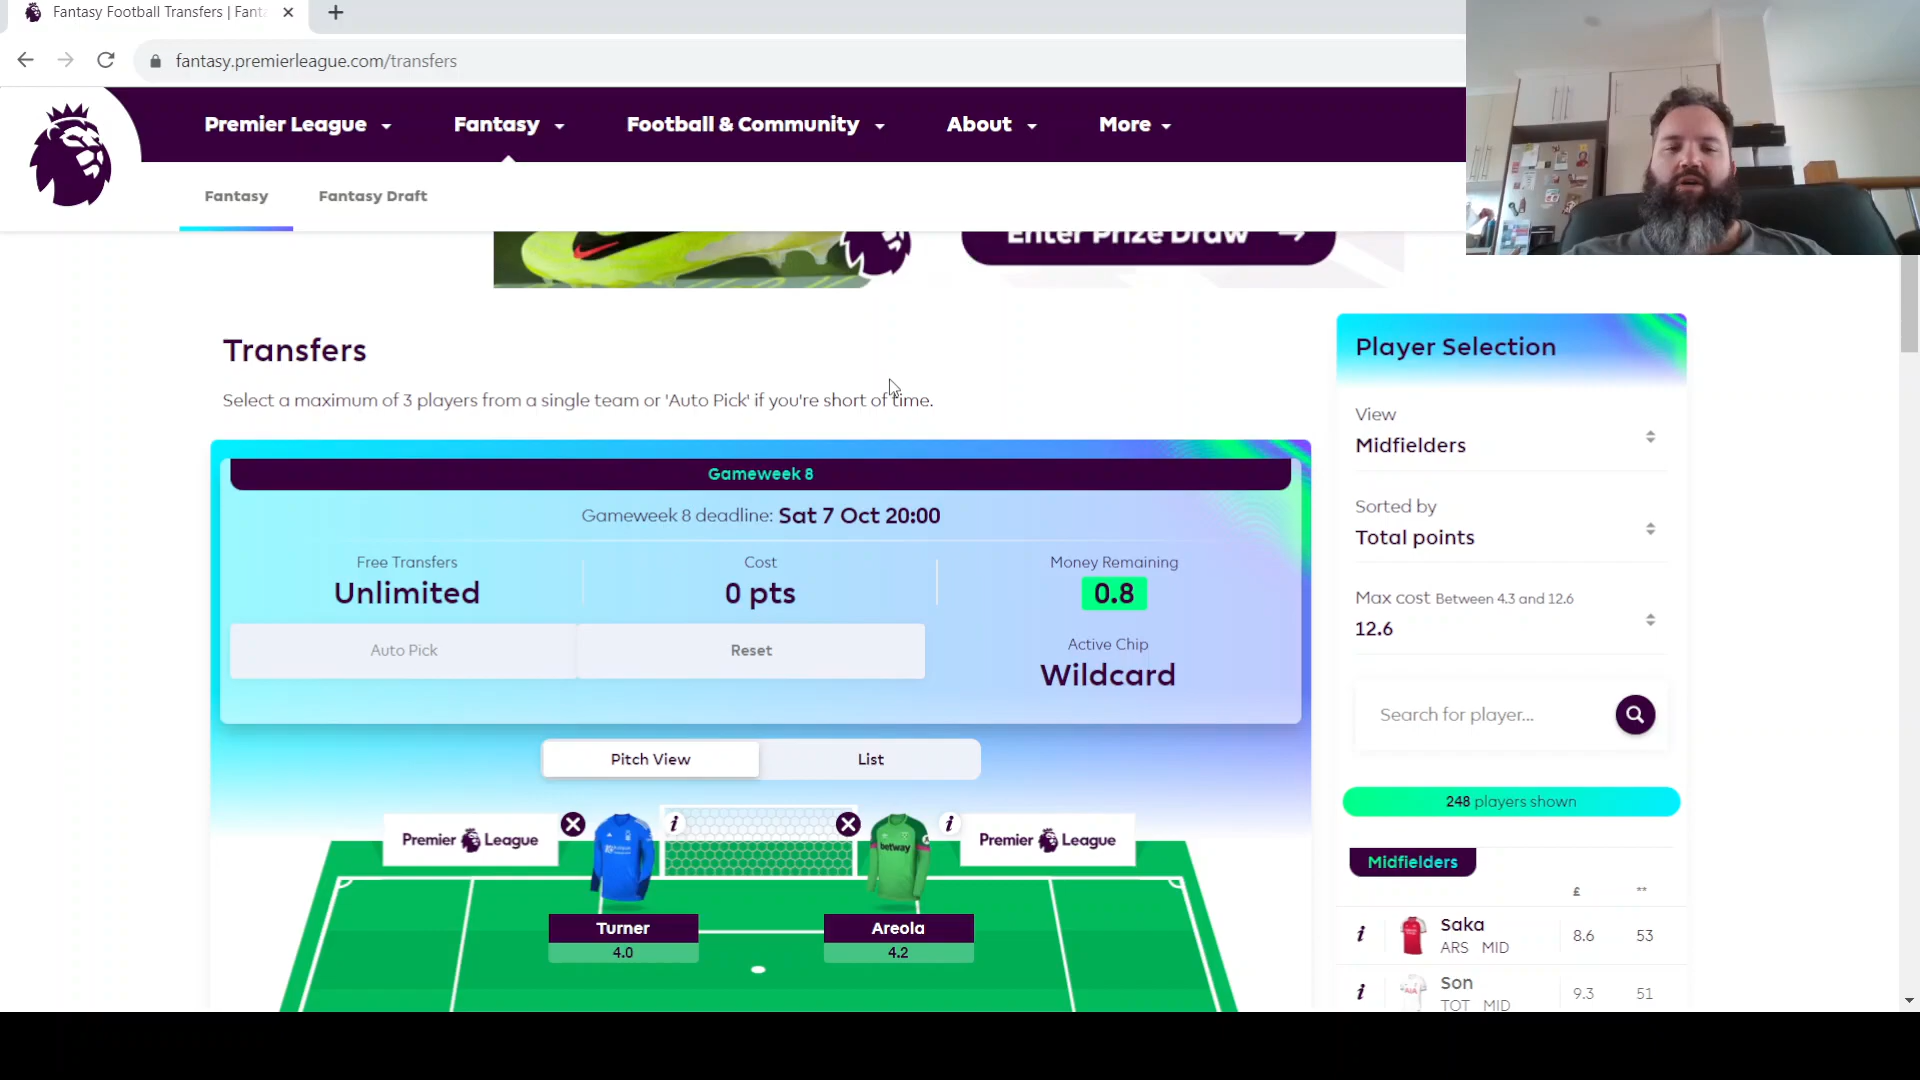 Fantasy Football Transfers | Fanta
fantasy.premierleague.com/transfers
Premier League
Fantasy
Football & Community
About
More
Fantasy
Fantasy Draft
Enter Prize Draw
Transfers
Select a maximum of 3 players from a single team or 'Auto Pick' if you're short of time.
Gameweek 8
Gameweek 8 deadline: Sat 7 Oct 20:00
Free Transfers
Unlimited
Cost
0 pts
Money Remaining
0.8
Auto Pick
Reset
Active Chip
Wildcard
Pitch View
List
Premier League
Premier League
betway
Turner
4.0
Areola
4.2
Player Selection
View
Midfielders
Sorted by
Total points
Max cost Between 4.3 and 12.6
12.6
Search for player...
248 players shown
Midfielders
£ **
Saka
ARS MID
8.6
53
Son
TOT MID
9.3
51